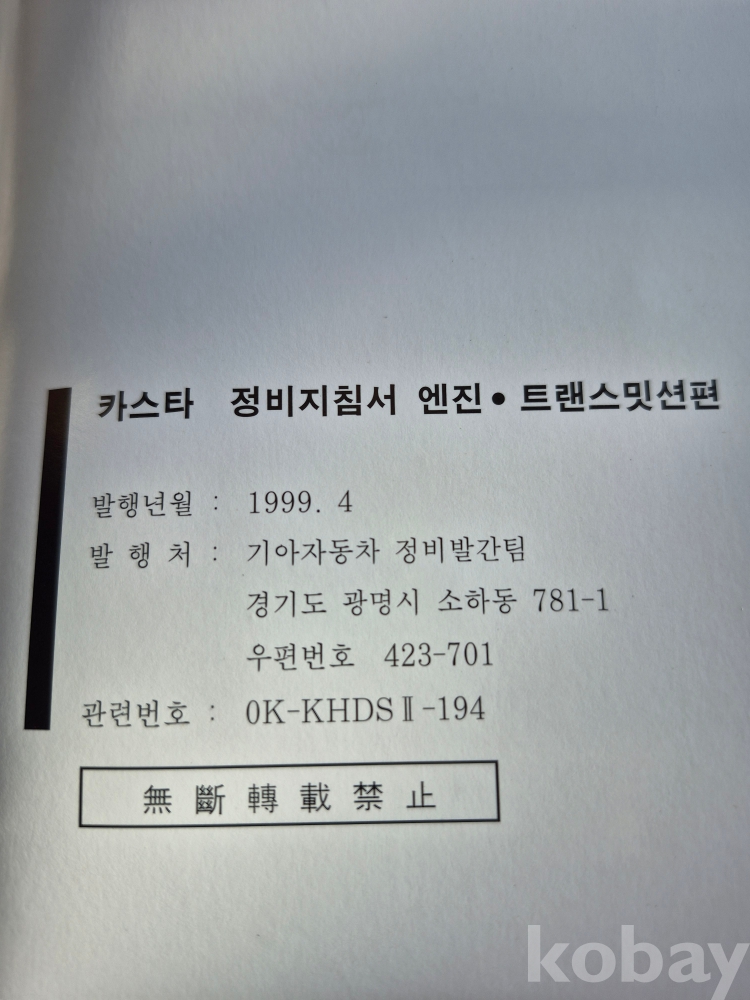 카스타 정비지침서 엔진 • 트랜스밋션편
발행년월 : 1999. 4
발 행 처 : 기아자동차 정비발간팀
경기도 광명시 소하동 781-1
우편번호 423-701
관련번호 : 0K-KHDSⅡ-194
無斷轉載禁止
kobay